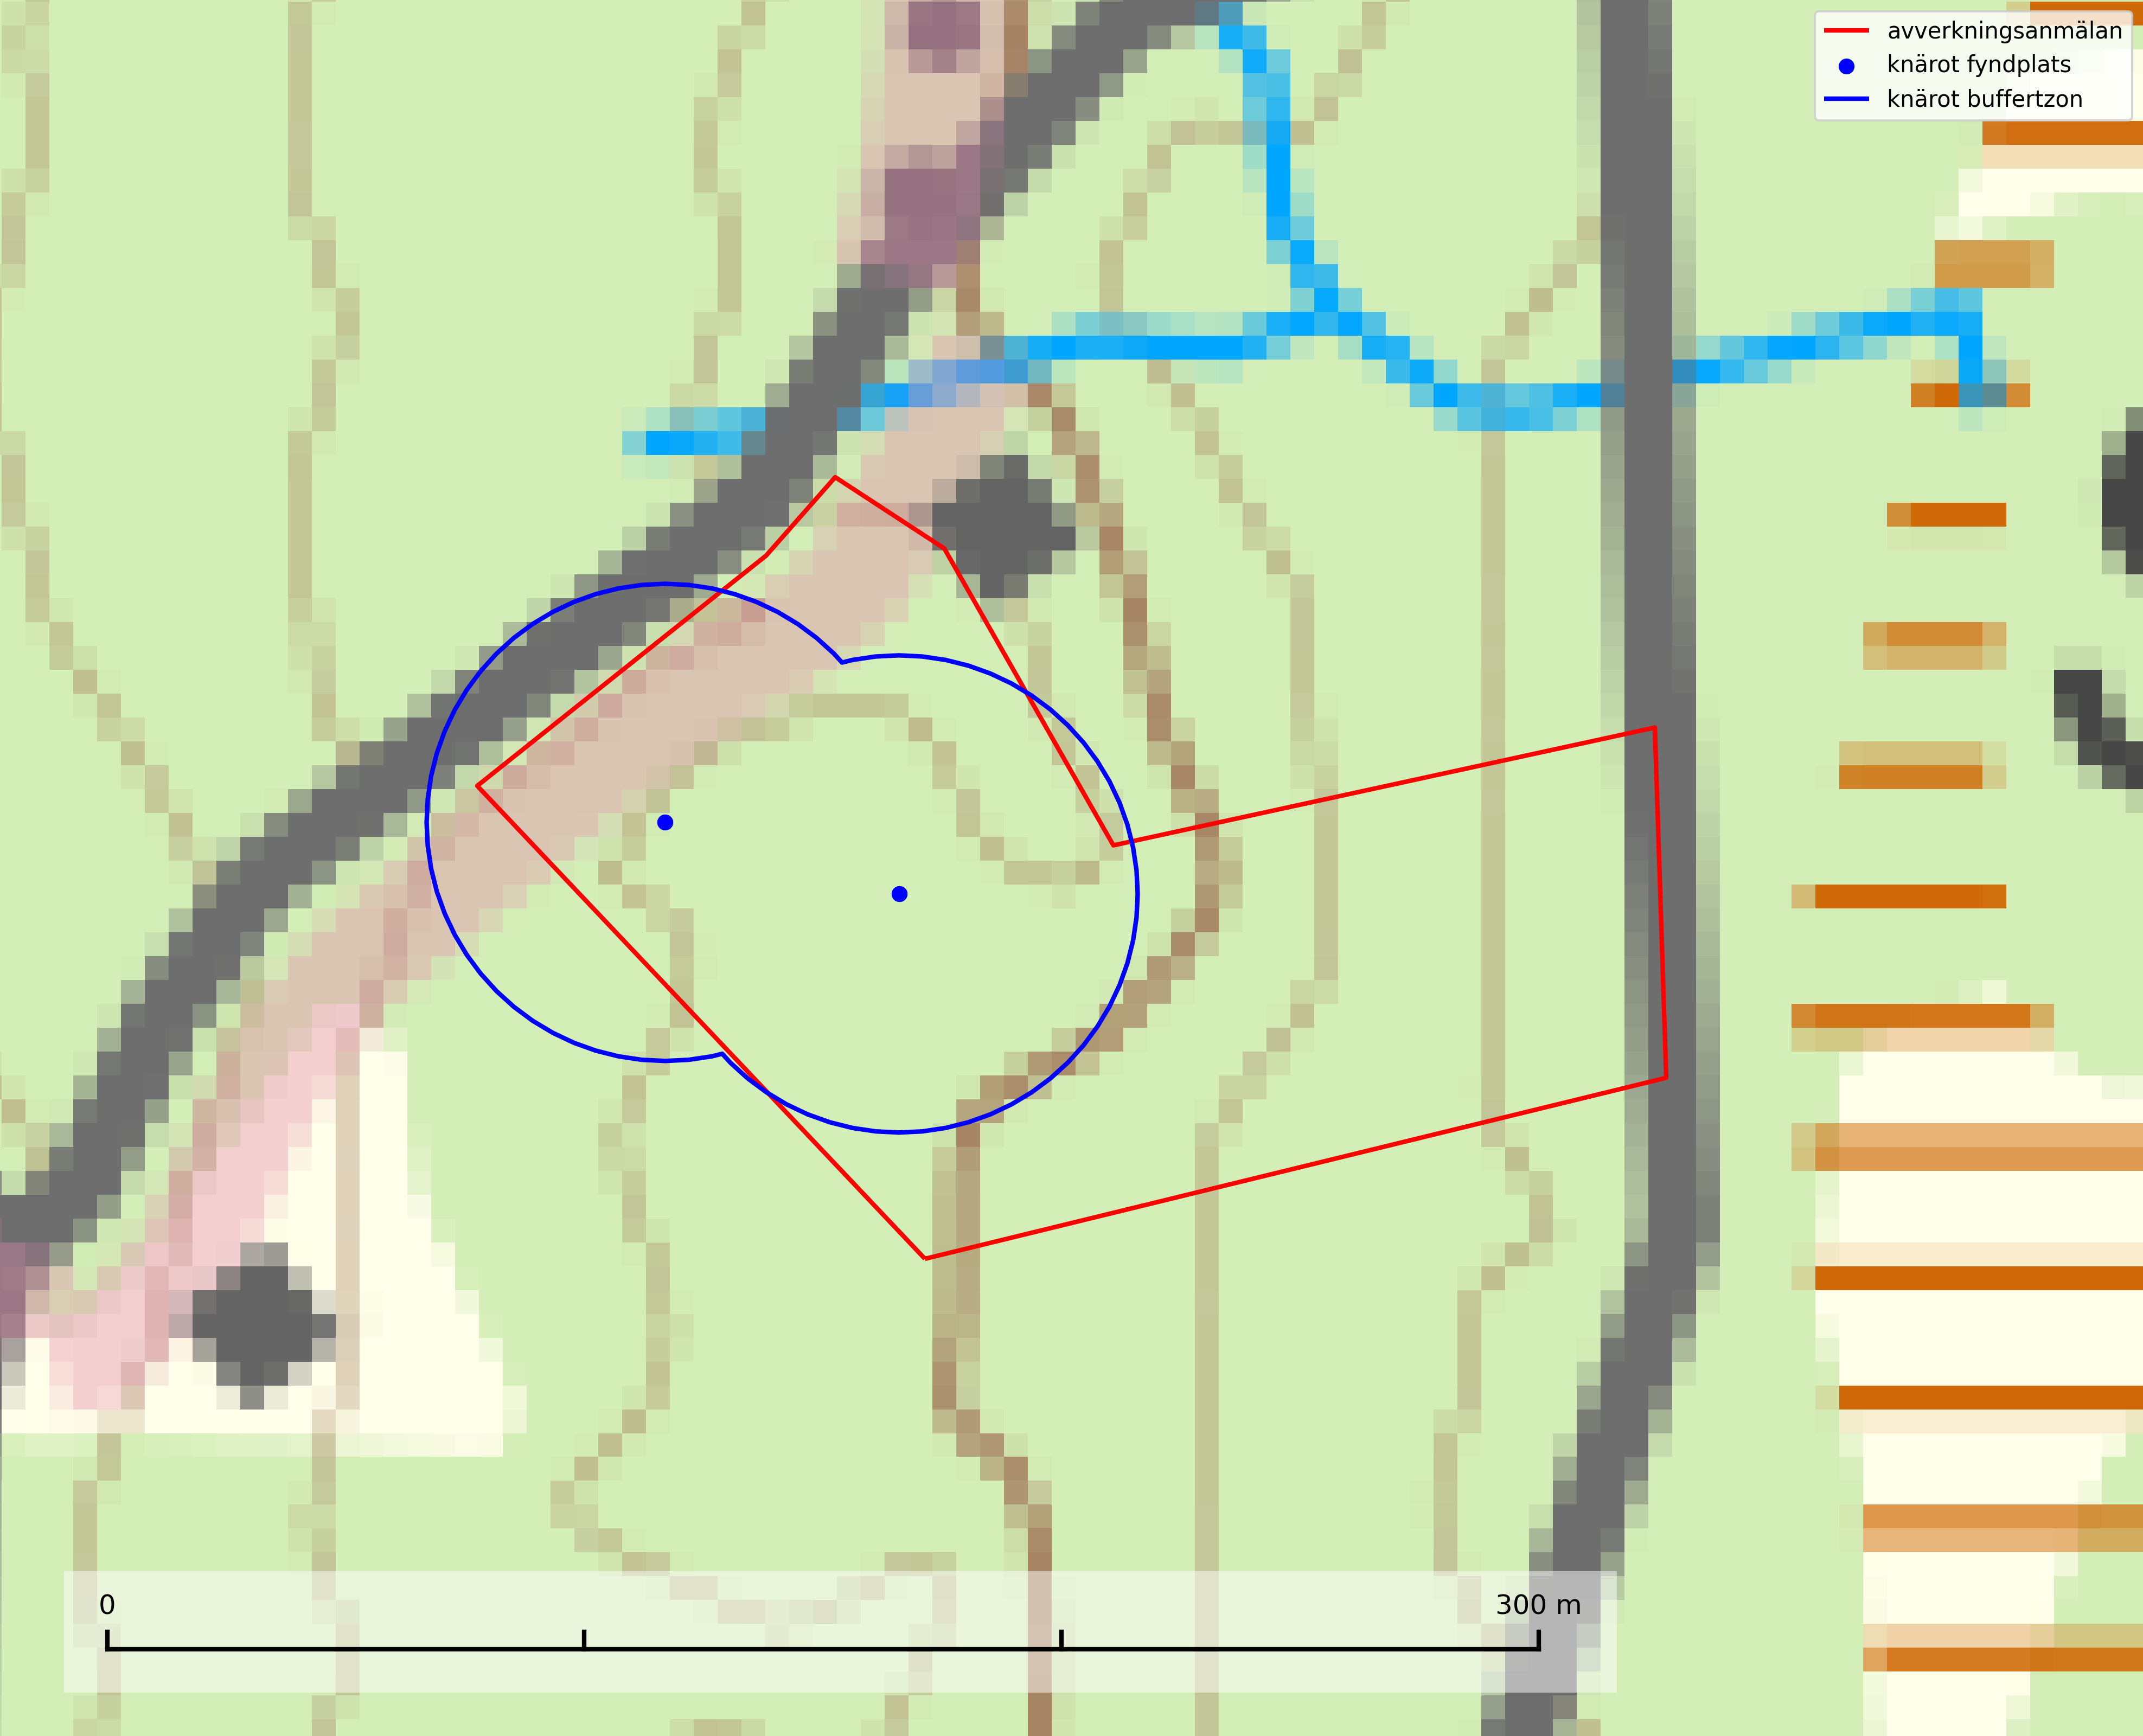 avverkningsanmälan
knärot fyndplats
knärot buffertzon
0
300 m